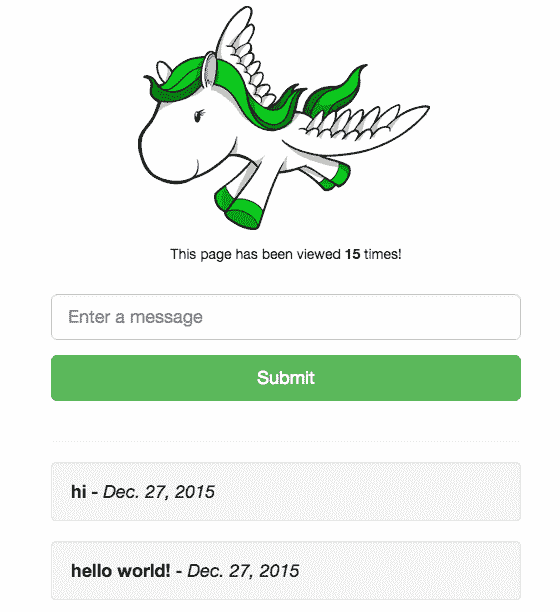 This page has been viewed 15 times!
Enter a message
Submit
hi - Dec. 27, 2015
hello world! - Dec. 27, 2015